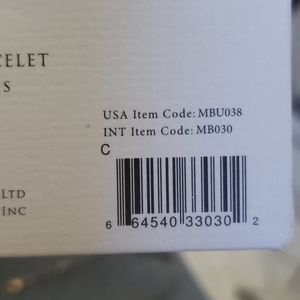 CELET
S
USA Item Code: MBU038
INT Item Code: MB030
C
LTD
INC
6 64540 33030 2